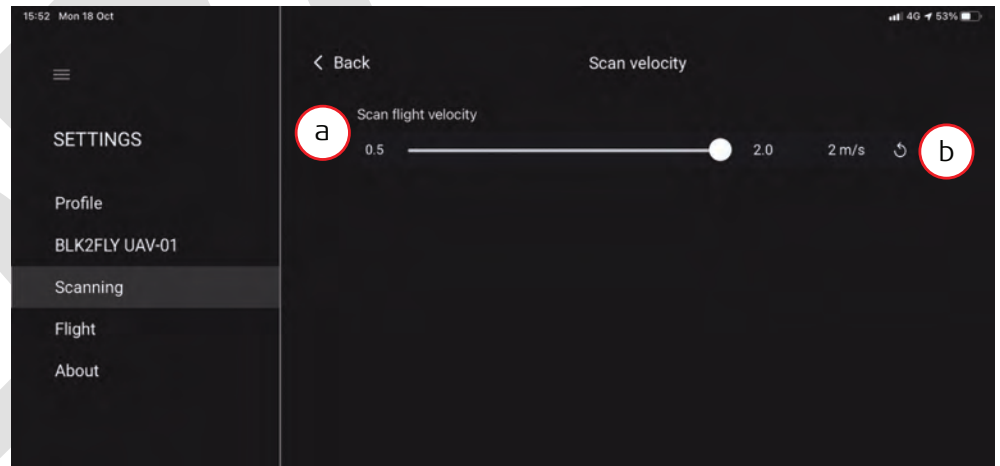 15:52 Mon 18 Oct
4G 53%
SETTINGS
Profile
BLK2FLY UAV-01
Scanning
Flight
About
Back
Scan velocity
a
Scan flight velocity
0.5 2.0 2 m/s
b